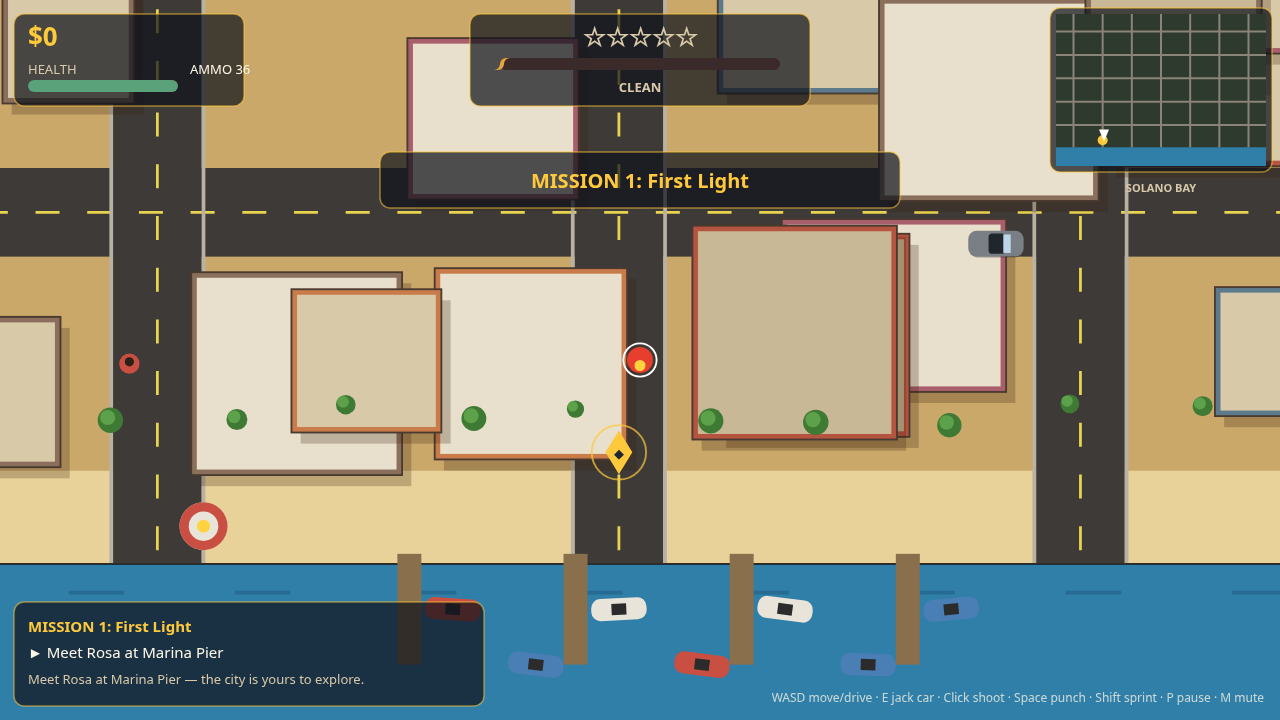 $0
HEALTH
AMMO 36
☆☆☆☆☆
CLEAN
MISSION 1: First Light
SOLANO BAY
MISSION 1: First Light
► Meet Rosa at Marina Pier
Meet Rosa at Marina Pier — the city is yours to explore.
WASD move/drive · E jack car · Click shoot · Space punch · Shift sprint · P pause · M mute